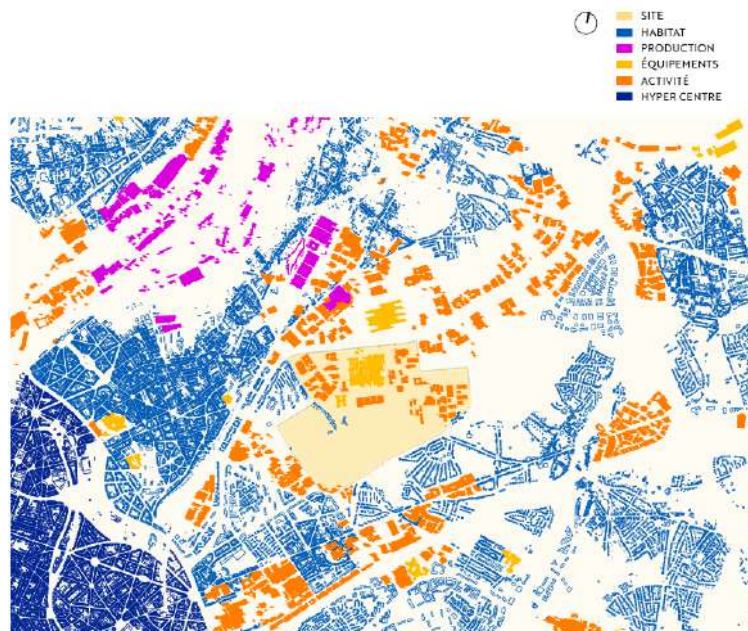 SITE
HABITAT
PRODUCTION
ÉQUIPEMENTS
ACTIVITÉ
HYPER CENTRE